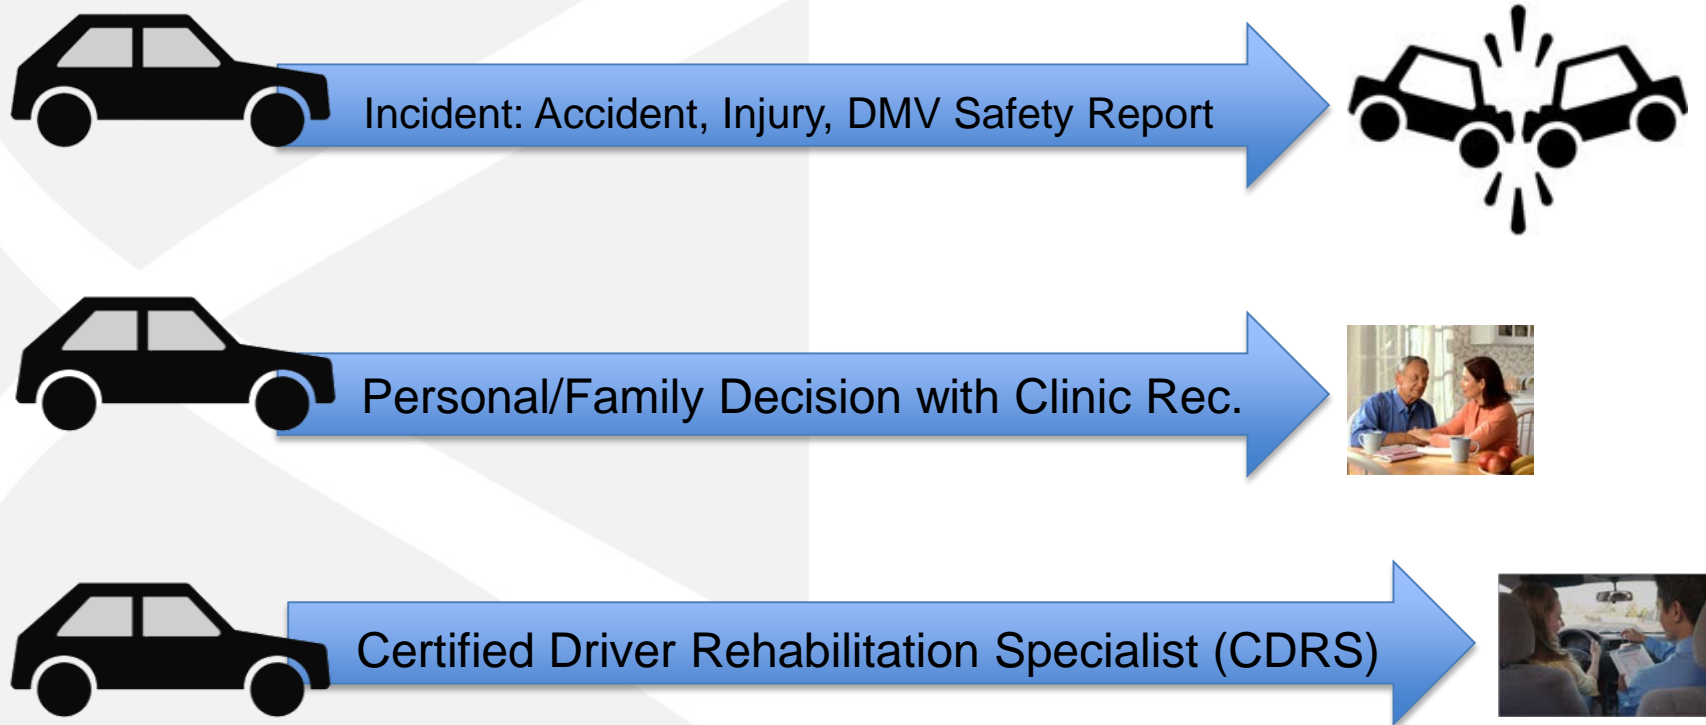 Incident: Accident, Injury, DMV Safety Report
Personal/Family Decision with Clinic Rec.
Certified Driver Rehabilitation Specialist (CDRS)